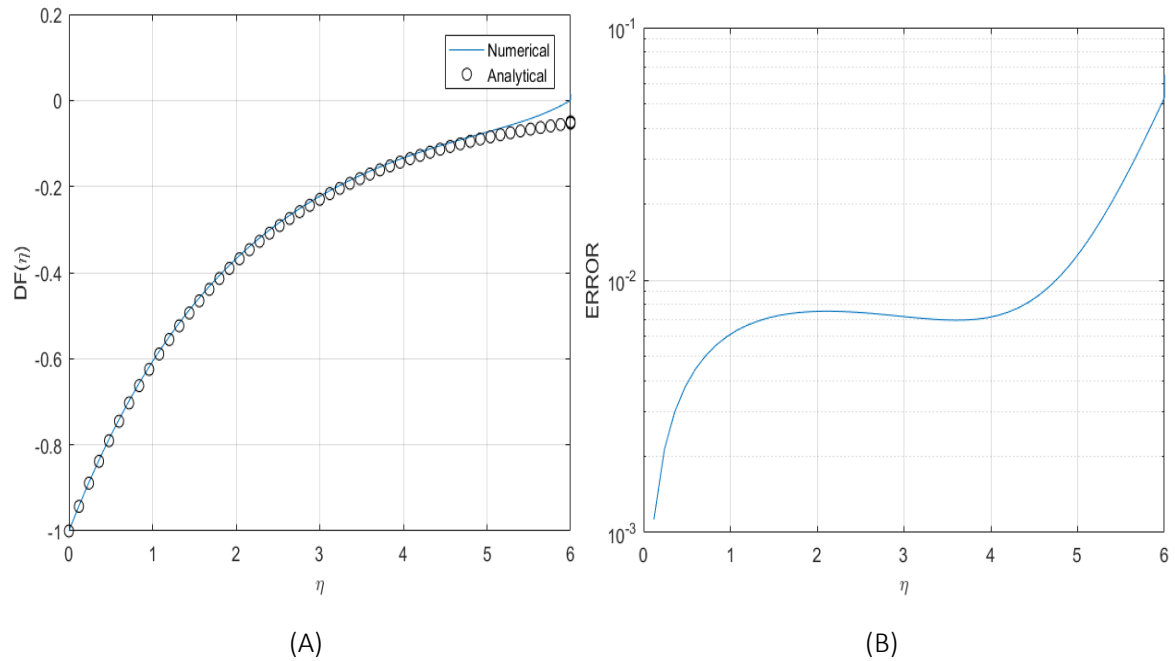 0.2
0
-0.2
-0.4
-0.6
-0.8
-1
DF(η)
Numerical
Analytical
0 1 2 3 4 5 6
η
(A)
10-1
10-2
10-3
ERROR
0 1 2 3 4 5 6
η
(B)